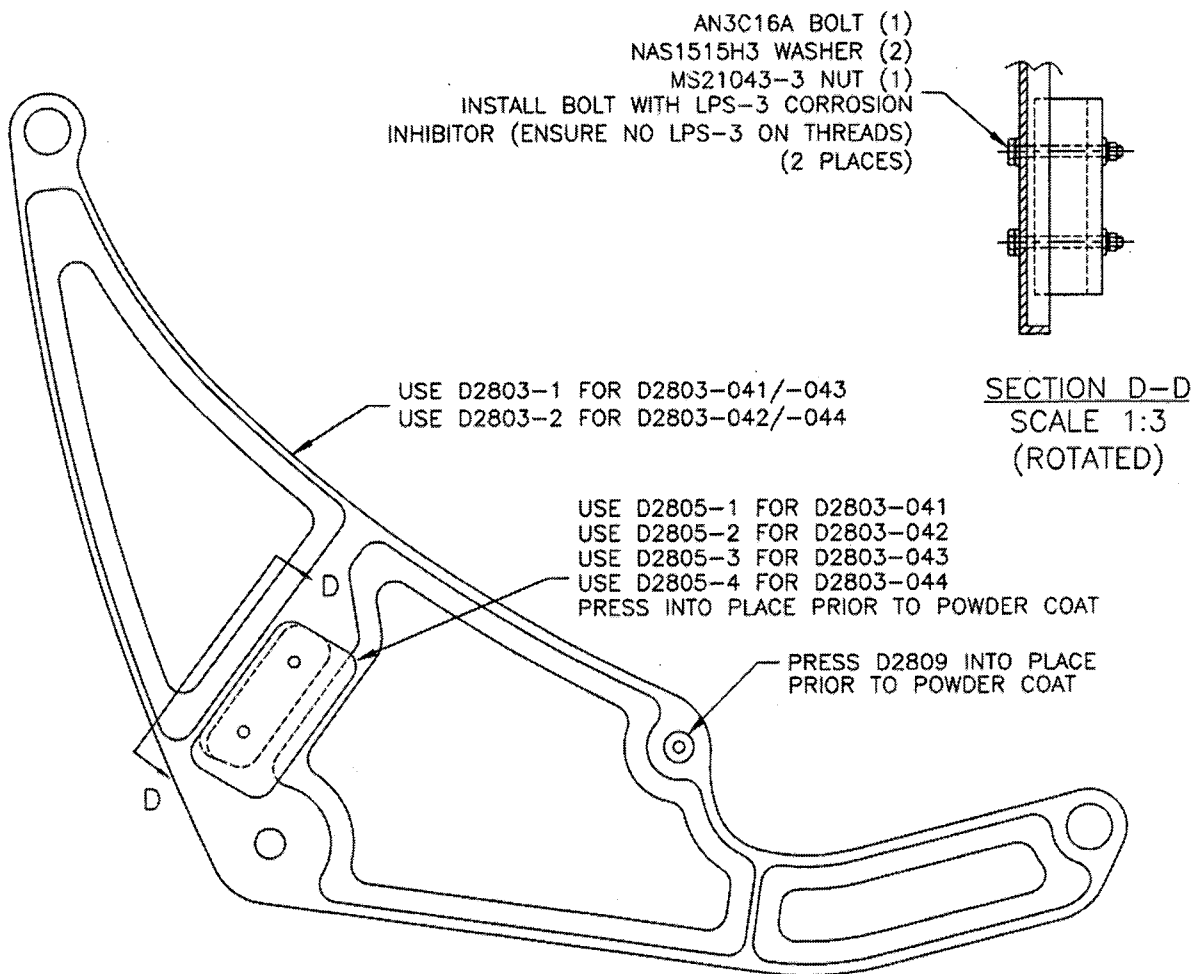 AN3C16A BOLT (1)
NAS1515H3 WASHER (2)
MS21043-3 NUT (1)
INSTALL BOLT WITH LPS-3 CORROSION
INHIBITOR (ENSURE NO LPS-3 ON THREADS)
(2 PLACES)
SECTION D-D
SCALE 1:3
(ROTATED)
USE D2803-1 FOR D2803-041/-043
USE D2803-2 FOR D2803-042/-044
USE D2805-1 FOR D2803-041
USE D2805-2 FOR D2803-042
USE D2805-3 FOR D2803-043
USE D2805-4 FOR D2803-044
PRESS INTO PLACE PRIOR TO POWDER COAT
D
PRESS D2809 INTO PLACE
PRIOR TO POWDER COAT
D